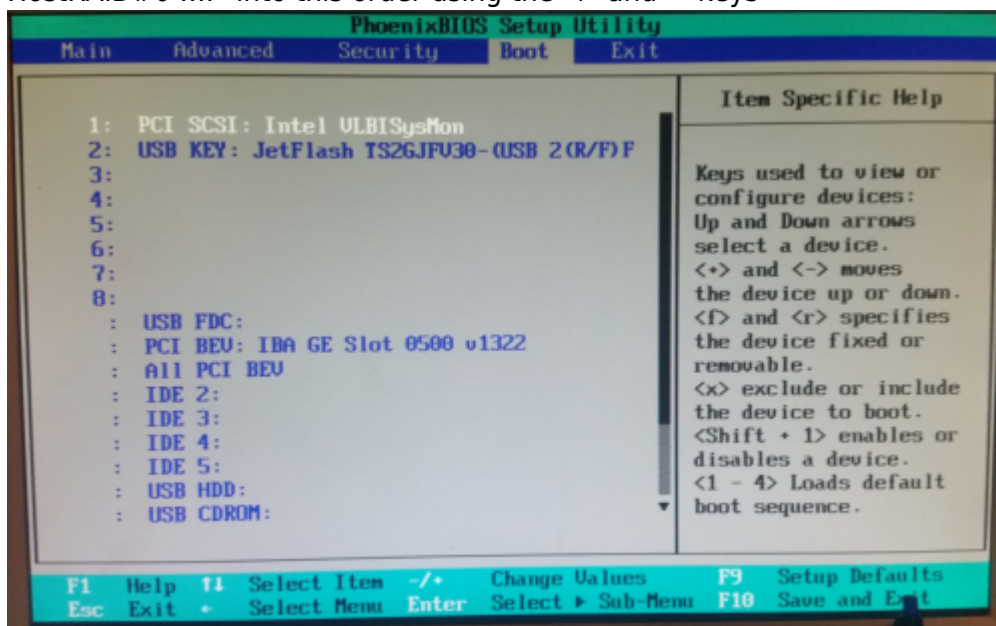 into this order using the
PhoenixBIOS Setup Utility
Main Advanced Security Boot Exit
1: PCI SCSI: Intel VLBISysMon
2: USB KEY: JetFlash TS2GJFV30-(USB 2(R/F)F
3:
4:
5:
6:
7:
8:
: USB FDC:
: PCI BEV: IBA GE Slot 0500 v1322
: All PCI BEV
: IDE 2:
: IDE 3:
: IDE 4:
: IDE 5:
: USB HDD:
: USB CDROM:
Item Specific Help
Keys used to view or
configure devices:
Up and Down arrows
select a device.
<+> and <-> moves
the device up or down.
<f> and <r> specifies
the device fixed or
removable.
<x> exclude or include
the device to boot.
<Shift + 1> enables or
disables a device.
<1 - 4> Loads default
boot sequence.
F1 Help ↑↓ Select Item -/+ Change Values F9 Setup Defaults
Esc Exit ← Select Menu Enter Select ▶ Sub-Menu F10 Save and Exit